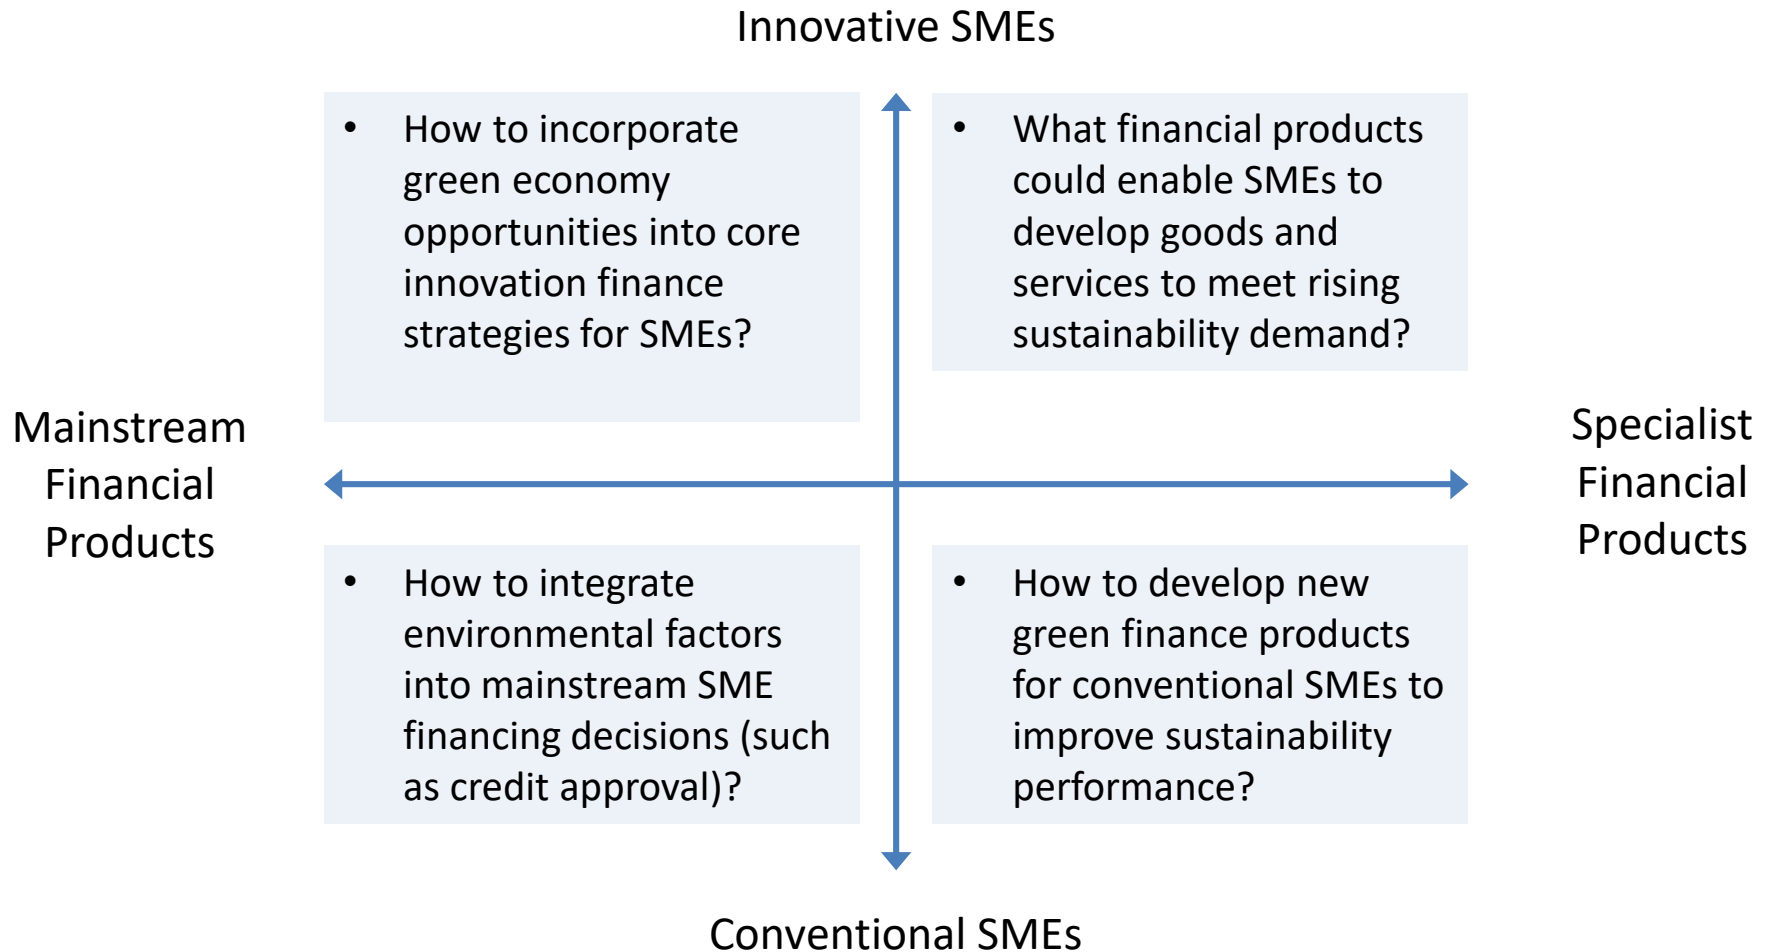 Innovative SMEs
• How to incorporate
green economy
opportunities into core
innovation finance
strategies for SMEs?
• What financial products
could enable SMEs to
develop goods and
services to meet rising
sustainability demand?
Mainstream
Financial
Products
Specialist
Financial
Products
• How to integrate
environmental factors
into mainstream SME
financing decisions (such
as credit approval)?
• How to develop new
green finance products
for conventional SMEs to
improve sustainability
performance?
Conventional SMEs